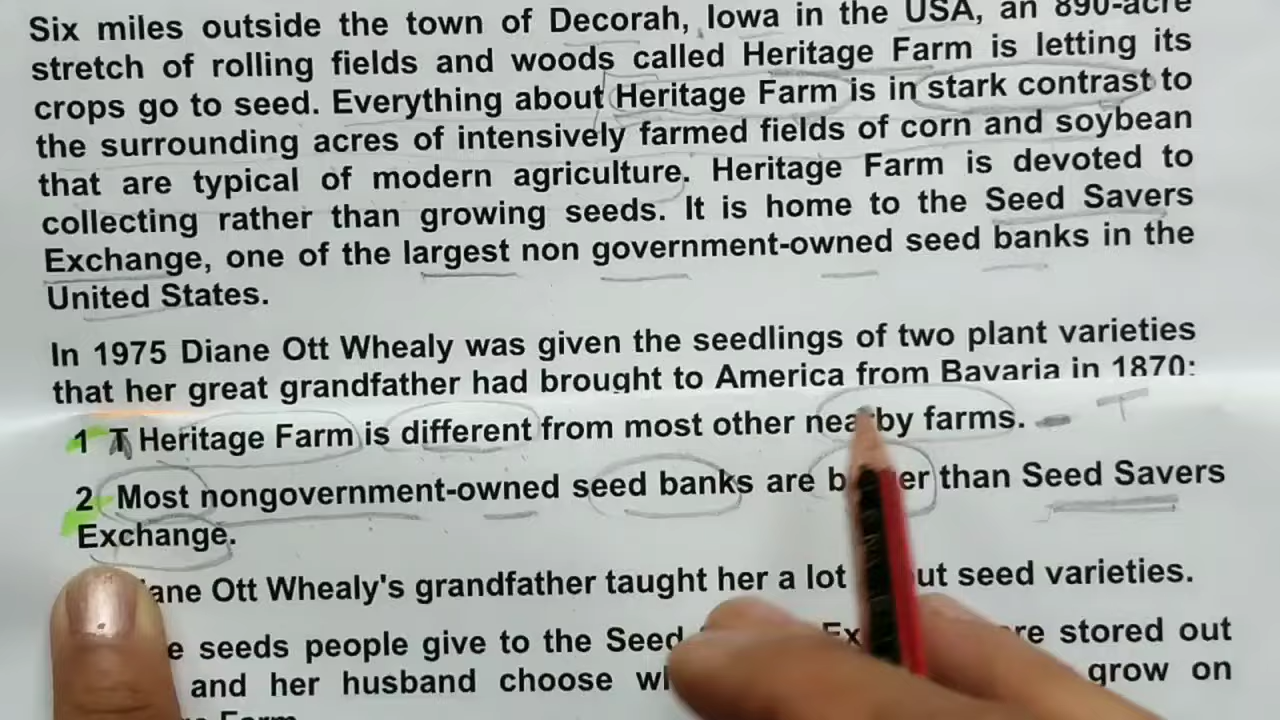 Six miles outside the town of Decorah, Iowa in the USA, an 890-acre
stretch of rolling fields and woods called Heritage Farm is letting its
crops go to seed. Everything about Heritage Farm is in stark contrast to
the surrounding acres of intensively farmed fields of corn and soybean
that are typical of modern agriculture. Heritage Farm is devoted to
collecting rather than growing seeds. It is home to the Seed Savers
Exchange, one of the largest non government-owned seed banks in the
United States.
In 1975 Diane Ott Whealy was given the seedlings of two plant varieties
that her great grandfather had brought to America from Bavaria in 1870:
1 T Heritage Farm is different from most other nearby farms. - T
2 Most nongovernment-owned seed banks are than Seed Savers
Exchange.
Ott Whealy's grandfather taught her a lot seed varieties.
seeds people give to the Seed stored out
and her husband choose grow on